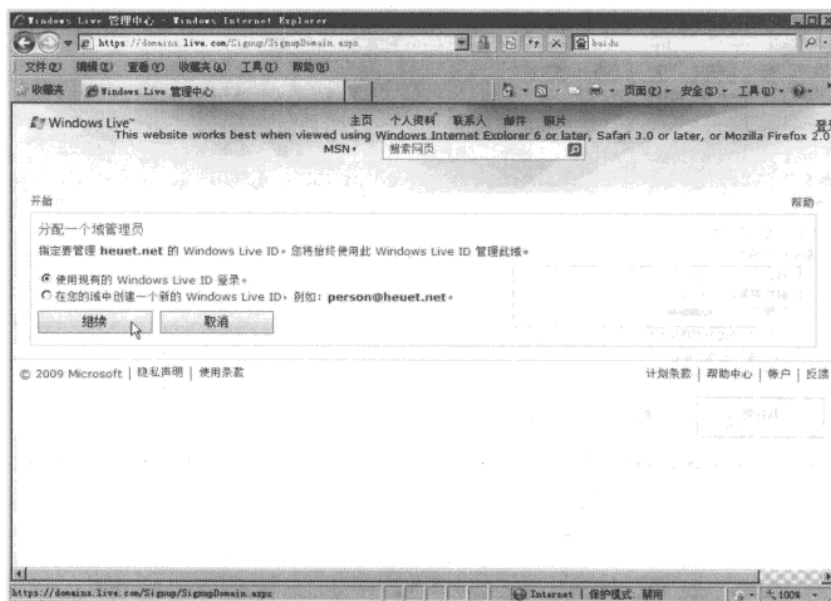 Windows Live 管理中心 - Windows Internet Explorer
https://domains.live.com/Signup/SignupDomain.aspx
baidu
文件(F) 编辑(E) 查看(V) 收藏夹(A) 工具(T) 帮助(H)
收藏夹 Windows Live 管理中心 页面(P) 安全(S) 工具(O)
Windows Live™ 主页 个人资料 联系人 邮件 照片
This website works best when viewed using Windows Internet Explorer 6 or later, Safari 3.0 or later, or Mozilla Firefox 2.0
MSN 搜索网页
开始 帮助
分配一个域管理员
指定要管理 heuet.net 的 Windows Live ID。您将始终使用此 Windows Live ID 管理此域。
使用现有的 Windows Live ID 登录。
在您的域中创建一个新的 Windows Live ID，例如：person@heuet.net。
继续 取消
© 2009 Microsoft | 隐私声明 | 使用条款 计划条款 | 帮助中心 | 帐户 | 反馈
https://domains.live.com/Signup/SignupDomain.aspx Internet | 保护模式: 禁用 100%